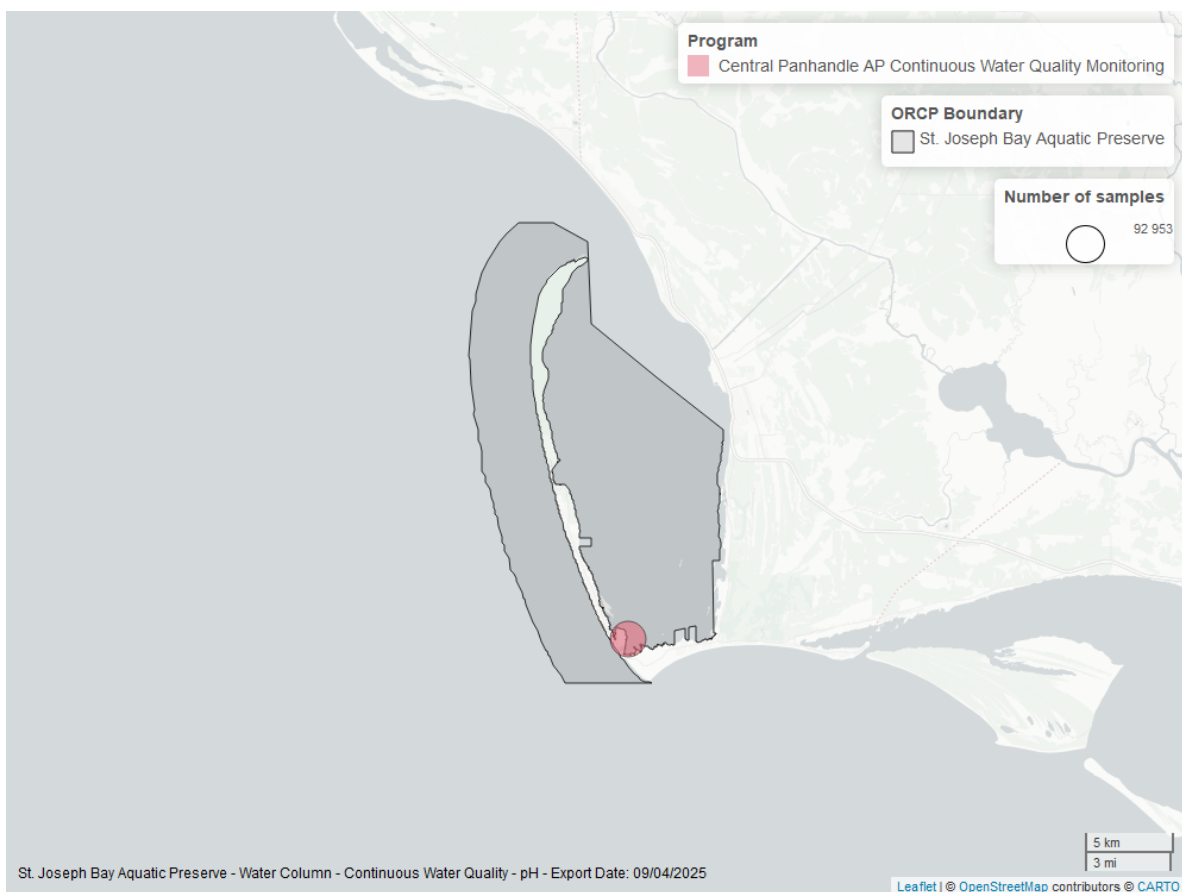 Program
Central Panhandle AP Continuous Water Quality Monitoring
ORCP Boundary
St. Joseph Bay Aquatic Preserve
Number of samples
92 953
5 km
3 mi
St. Joseph Bay Aquatic Preserve - Water Column - Continuous Water Quality - pH - Export Date: 09/04/2025
Leaflet | © OpenStreetMap contributors © CARTO